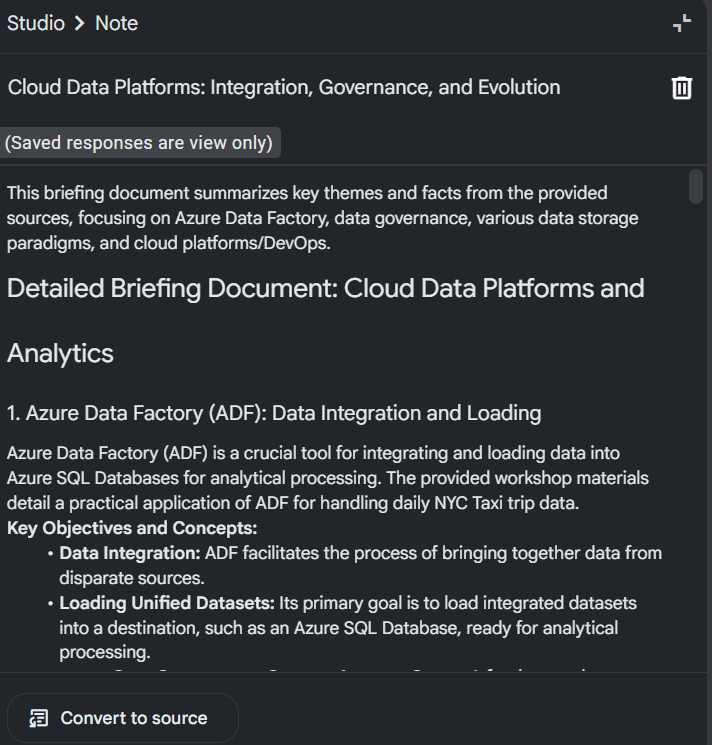 Studio > Note
Cloud Data Platforms: Integration, Governance, and Evolution
(Saved responses are view only)
This briefing document summarizes key themes and facts from the provided
sources, focusing on Azure Data Factory, data governance, various data storage
paradigms, and cloud platforms/DevOps.
Detailed Briefing Document: Cloud Data Platforms and
Analytics
1. Azure Data Factory (ADF): Data Integration and Loading
Azure Data Factory (ADF) is a crucial tool for integrating and loading data into
Azure SQL Databases for analytical processing. The provided workshop materials
detail a practical application of ADF for handling daily NYC Taxi trip data.
Key Objectives and Concepts:
• Data Integration: ADF facilitates the process of bringing together data from
disparate sources.
• Loading Unified Datasets: Its primary goal is to load integrated datasets
into a destination, such as an Azure SQL Database, ready for analytical
processing.
Convert to source